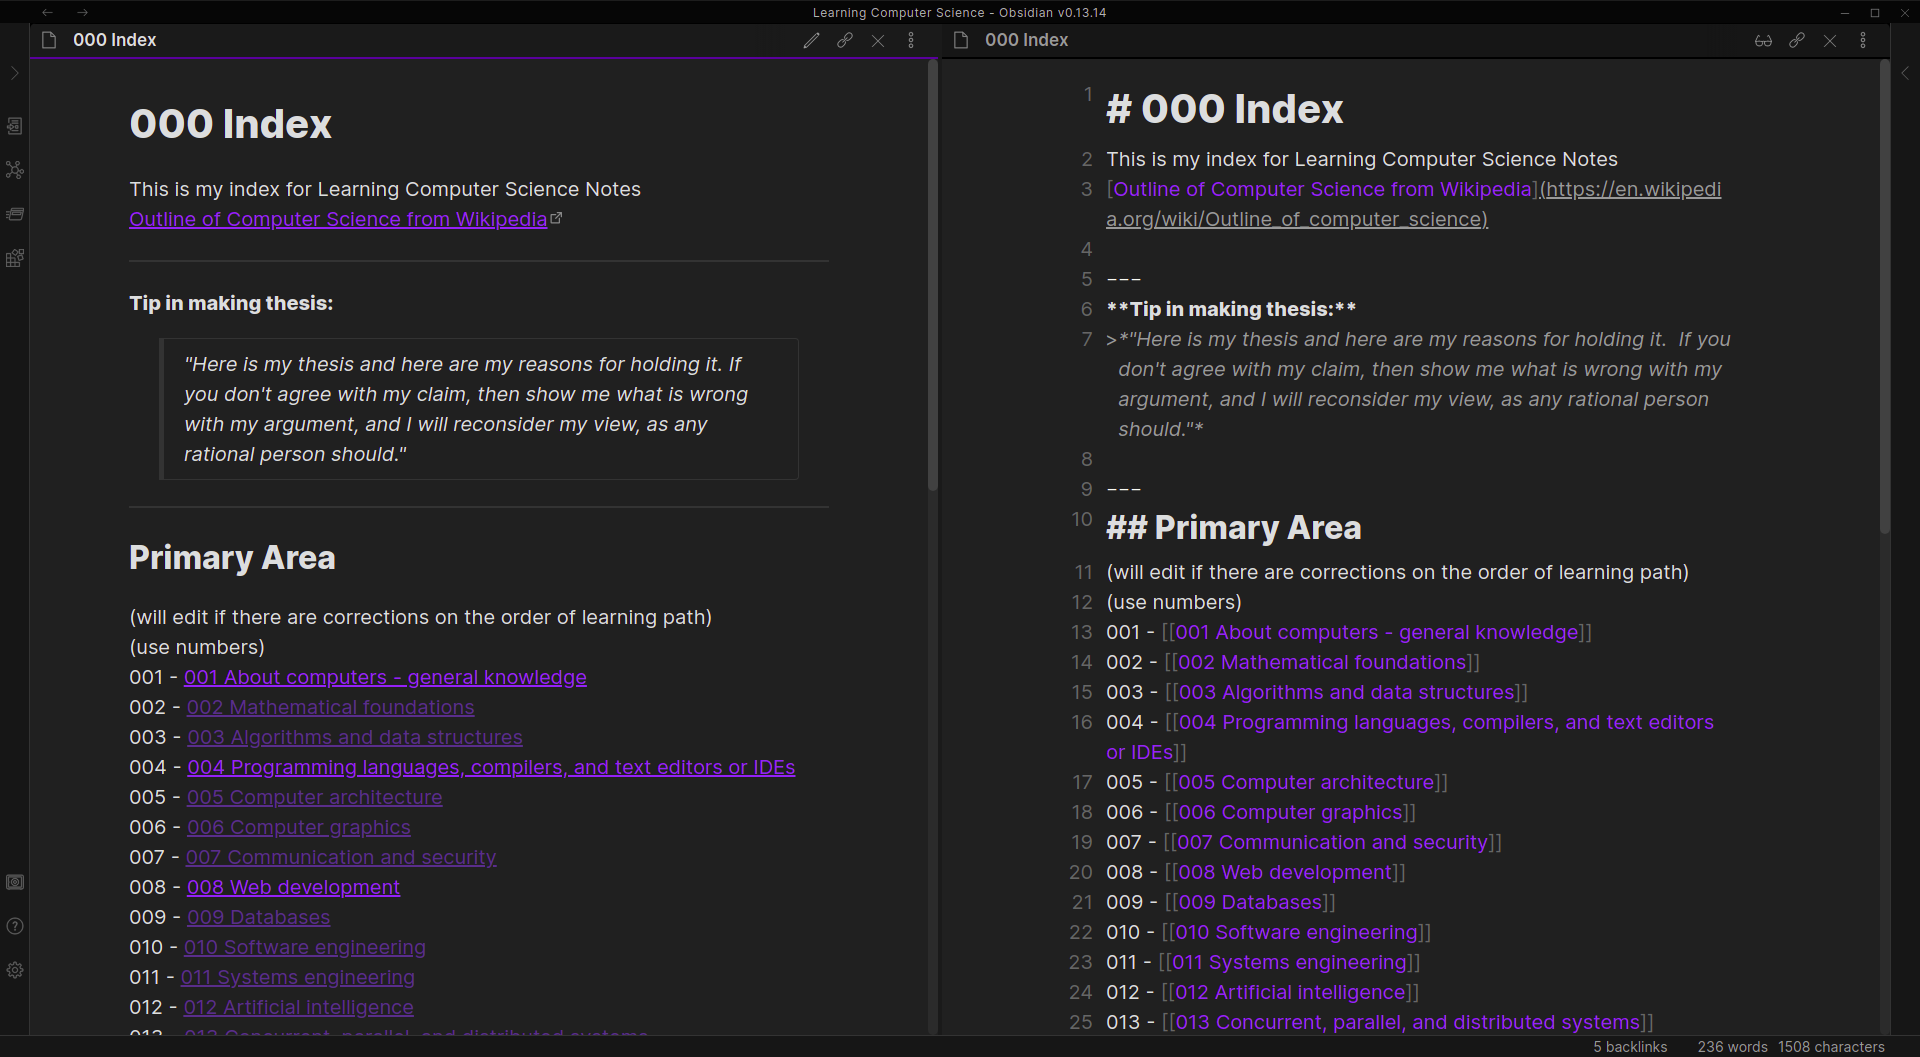 Learning Computer Science - Obsidian v0.13.14
000 Index
000 Index
This is my index for Learning Computer Science Notes
Outline of Computer Science from Wikipedia
Tip in making thesis:
"Here is my thesis and here are my reasons for holding it. If
you don't agree with my claim, then show me what is wrong
with my argument, and I will reconsider my view, as any
rational person should."
Primary Area
(will edit if there are corrections on the order of learning path)
(use numbers)
001 - 001 About computers - general knowledge
002 - 002 Mathematical foundations
003 - 003 Algorithms and data structures
004 - 004 Programming languages, compilers, and text editors or IDEs
005 - 005 Computer architecture
006 - 006 Computer graphics
007 - 007 Communication and security
008 - 008 Web development
009 - 009 Databases
010 - 010 Software engineering
011 - 011 Systems engineering
012 - 012 Artificial intelligence
013 - 013 Concurrent, parallel, and distributed systems
000 Index
1 # 000 Index
2 This is my index for Learning Computer Science Notes
3 [Outline of Computer Science from Wikipedia](https://en.wikipedi
a.org/wiki/Outline_of_computer_science)
4
5 ---
6 **Tip in making thesis:**
7 >*"Here is my thesis and here are my reasons for holding it.  If you
don't agree with my claim, then show me what is wrong with my
argument, and I will reconsider my view, as any rational person
should."*
8
9 ---
10 ## Primary Area
11 (will edit if there are corrections on the order of learning path)
12 (use numbers)
13 001 - [[001 About computers - general knowledge]]
14 002 - [[002 Mathematical foundations]]
15 003 - [[003 Algorithms and data structures]]
16 004 - [[004 Programming languages, compilers, and text editors
or IDEs]]
17 005 - [[005 Computer architecture]]
18 006 - [[006 Computer graphics]]
19 007 - [[007 Communication and security]]
20 008 - [[008 Web development]]
21 009 - [[009 Databases]]
22 010 - [[010 Software engineering]]
23 011 - [[011 Systems engineering]]
24 012 - [[012 Artificial intelligence]]
25 013 - [[013 Concurrent, parallel, and distributed systems]]
5 backlinks 236 words 1508 characters